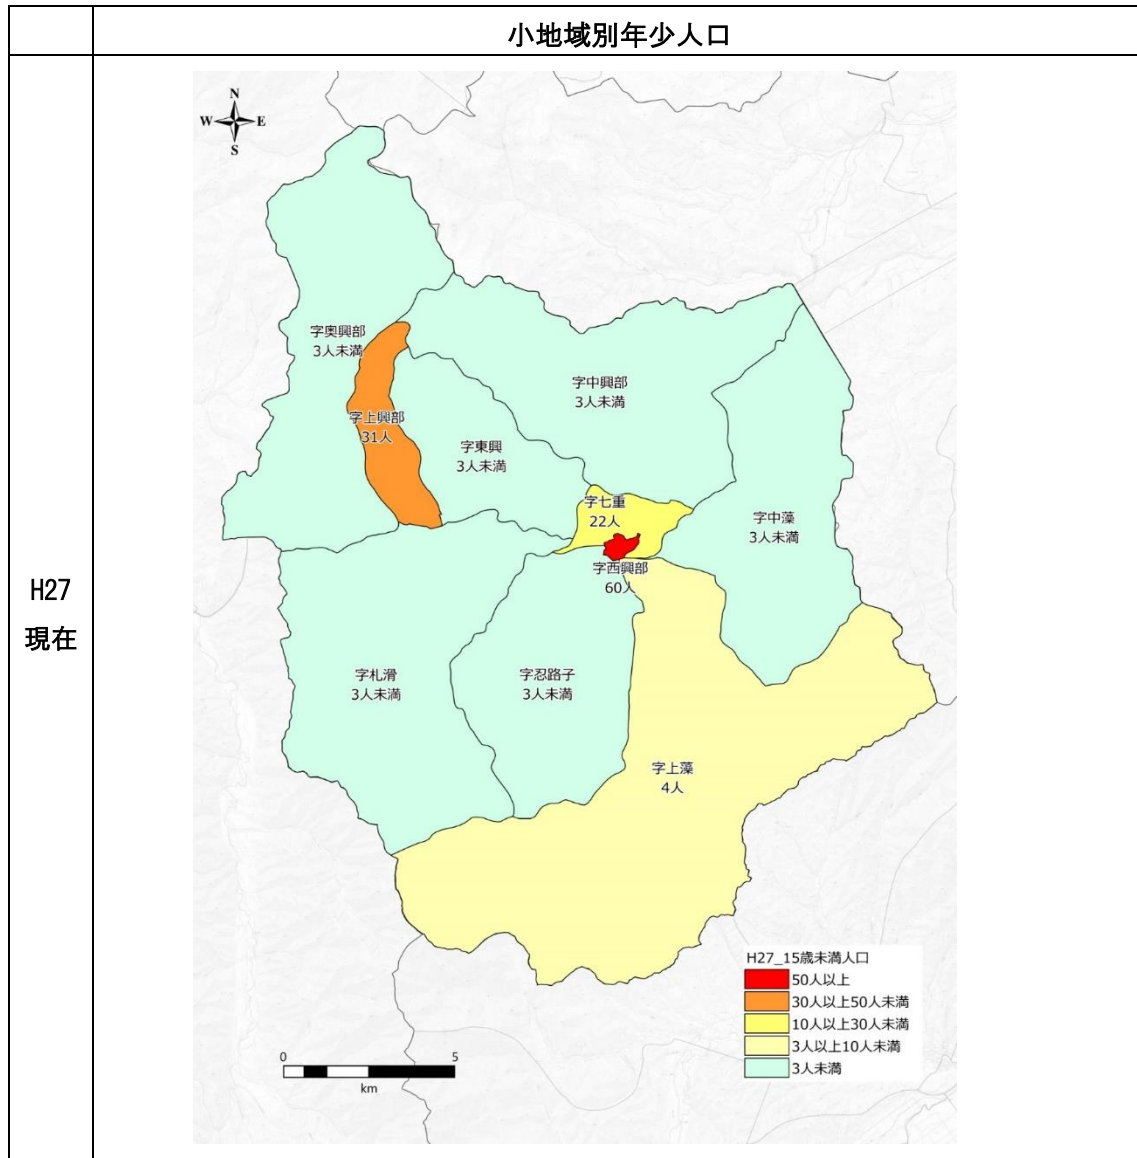 小地域別年少人口
H27
現在
N
W
E
S
字奥興部
3人未満
字上興部
31人
字中興部
3人未満
字東興
3人未満
字七重
22人
字中藻
3人未満
字西興部
60人
字札滑
3人未満
字忍路子
3人未満
字上藻
4人
H27_15歳未満人口
50人以上
30人以上50人未満
10人以上30人未満
3人以上10人未満
3人未満
0
5
km